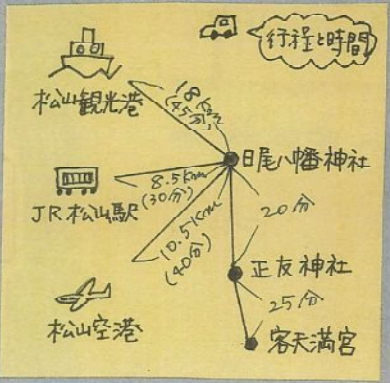 行程と時間
松山観光港
18km
(45分)
日尾八幡神社
8.5km
(30分)
JR松山駅
10.5km
(40分)
20分
正友神社
25分
松山空港
客天満宮